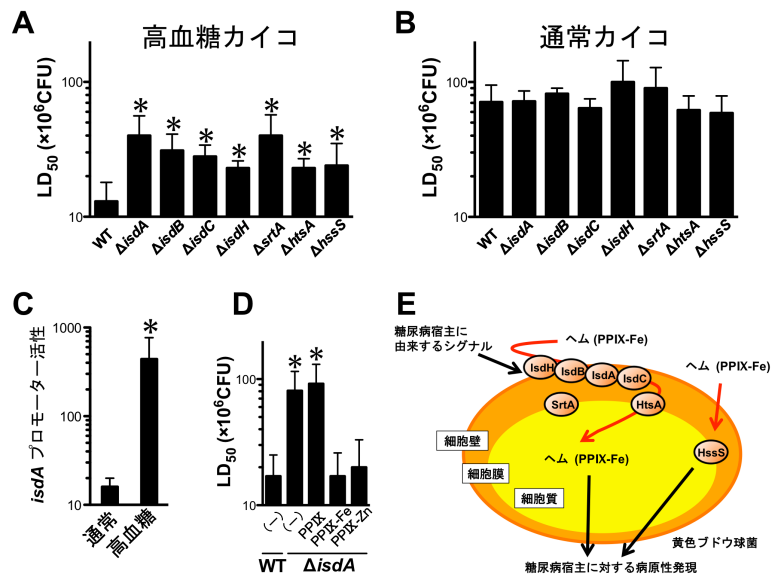 A
高血糖カイコ
LD50 (×10⁶CFU)
100
10
WT
ΔisdA
ΔisdB
ΔisdC
ΔisdH
ΔsrtA
ΔhtsA
ΔhssS
*
*
*
*
*
*
*
B
通常カイコ
LD50 (×10⁶CFU)
100
10
WT
ΔisdA
ΔisdB
ΔisdC
ΔisdH
ΔsrtA
ΔhtsA
ΔhssS
C
isdA プロモーター活性
1000
100
10
*
通常
高血糖
D
LD50 (×10⁶CFU)
100
10
*
*
(−)
(−)
PPIX
PPIX-Fe
PPIX-Zn
WT
ΔisdA
E
糖尿病宿主に
由来するシグナル
ヘム (PPIX-Fe)
ヘム (PPIX-Fe)
IsdH
IsdB
IsdA
IsdC
SrtA
HtsA
HssS
細胞壁
細胞膜
細胞質
ヘム (PPIX-Fe)
黄色ブドウ球菌
糖尿病宿主に対する病原性発現